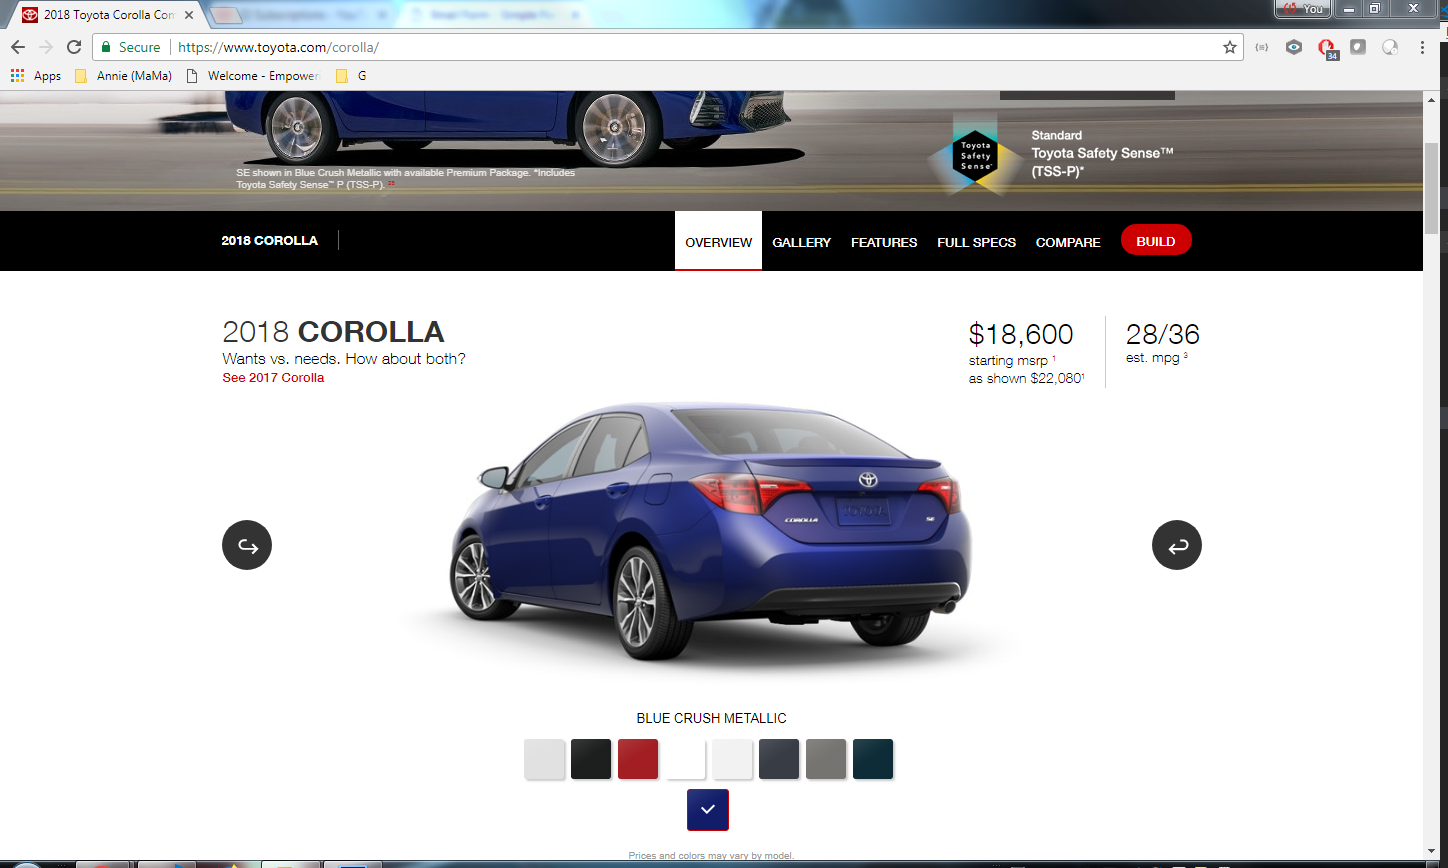 2018 Toyota Corolla Com
You
Secure
https://www.toyota.com/corolla/
34
Apps
Annie (MaMa)
Welcome - Empower
G
SE shown in Blue Crush Metallic with available Premium Package. *Includes
Toyota Safety Sense™ P (TSS-P).
Toyota
Safety
Sense
Standard
Toyota Safety Sense™
(TSS-P)*
2018 COROLLA
OVERVIEW
GALLERY
FEATURES
FULL SPECS
COMPARE
BUILD
2018 COROLLA
Wants vs. needs. How about both?
See 2017 Corolla
$18,600
starting msrp 1
as shown $22,080¹
28/36
est. mpg 3
COROLLA
TOYOTA
SE
BLUE CRUSH METALLIC
Prices and colors may vary by model.